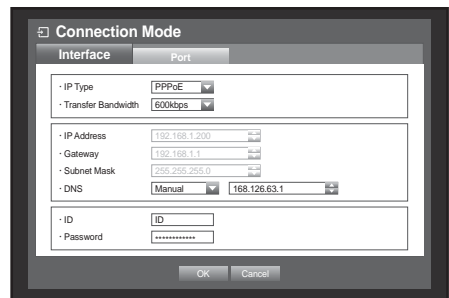 Connection Mode
Interface Port
· IP Type PPPoE
· Transfer Bandwidth 600kbps
· IP Address 192.168.1.200
· Gateway 192.168.1.1
· Subnet Mask 255.255.255.0
· DNS Manual 168.126.63.1
· ID ID
· Password ************
OK Cancel